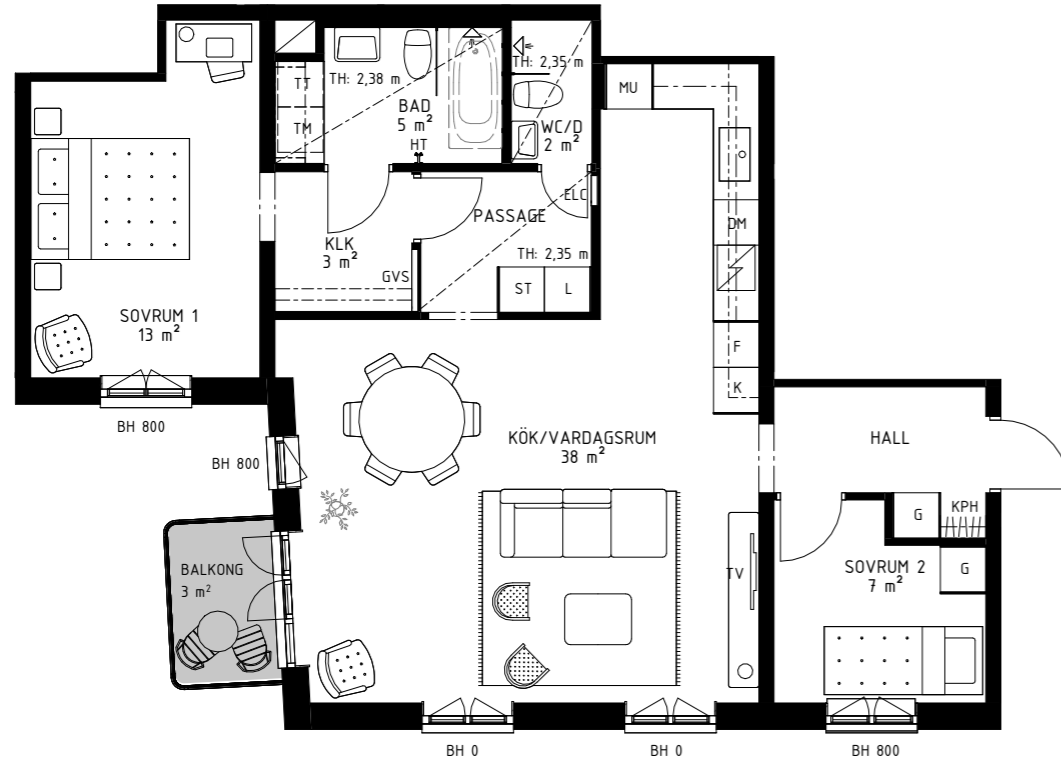 TH: 2,35 m
TT
TH: 2,38 m
MU
BAD
5 m²
TM
WC/D
2 m²
HT
ELC
PASSAGE
DM
KLK
3 m²
TH: 2,35 m
GVS
ST
L
SOVRUM 1
13 m²
F
K
BH 800
KÖK/VARDAGSRUM
38 m²
HALL
BH 800
G
KPH
BALKONG
3 m²
TV
SOVRUM 2
7 m²
G
BH 0
BH 0
BH 800